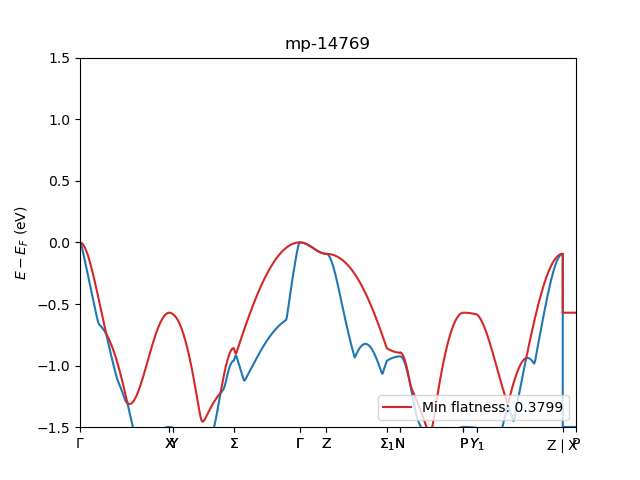 mp-14769
E − E_F (eV)
1.5
1.0
0.5
0.0
−0.5
−1.0
−1.5
Min flatness: 0.3799
Γ X Y Σ Γ Z Σ₁ N P Y₁ Z | X P